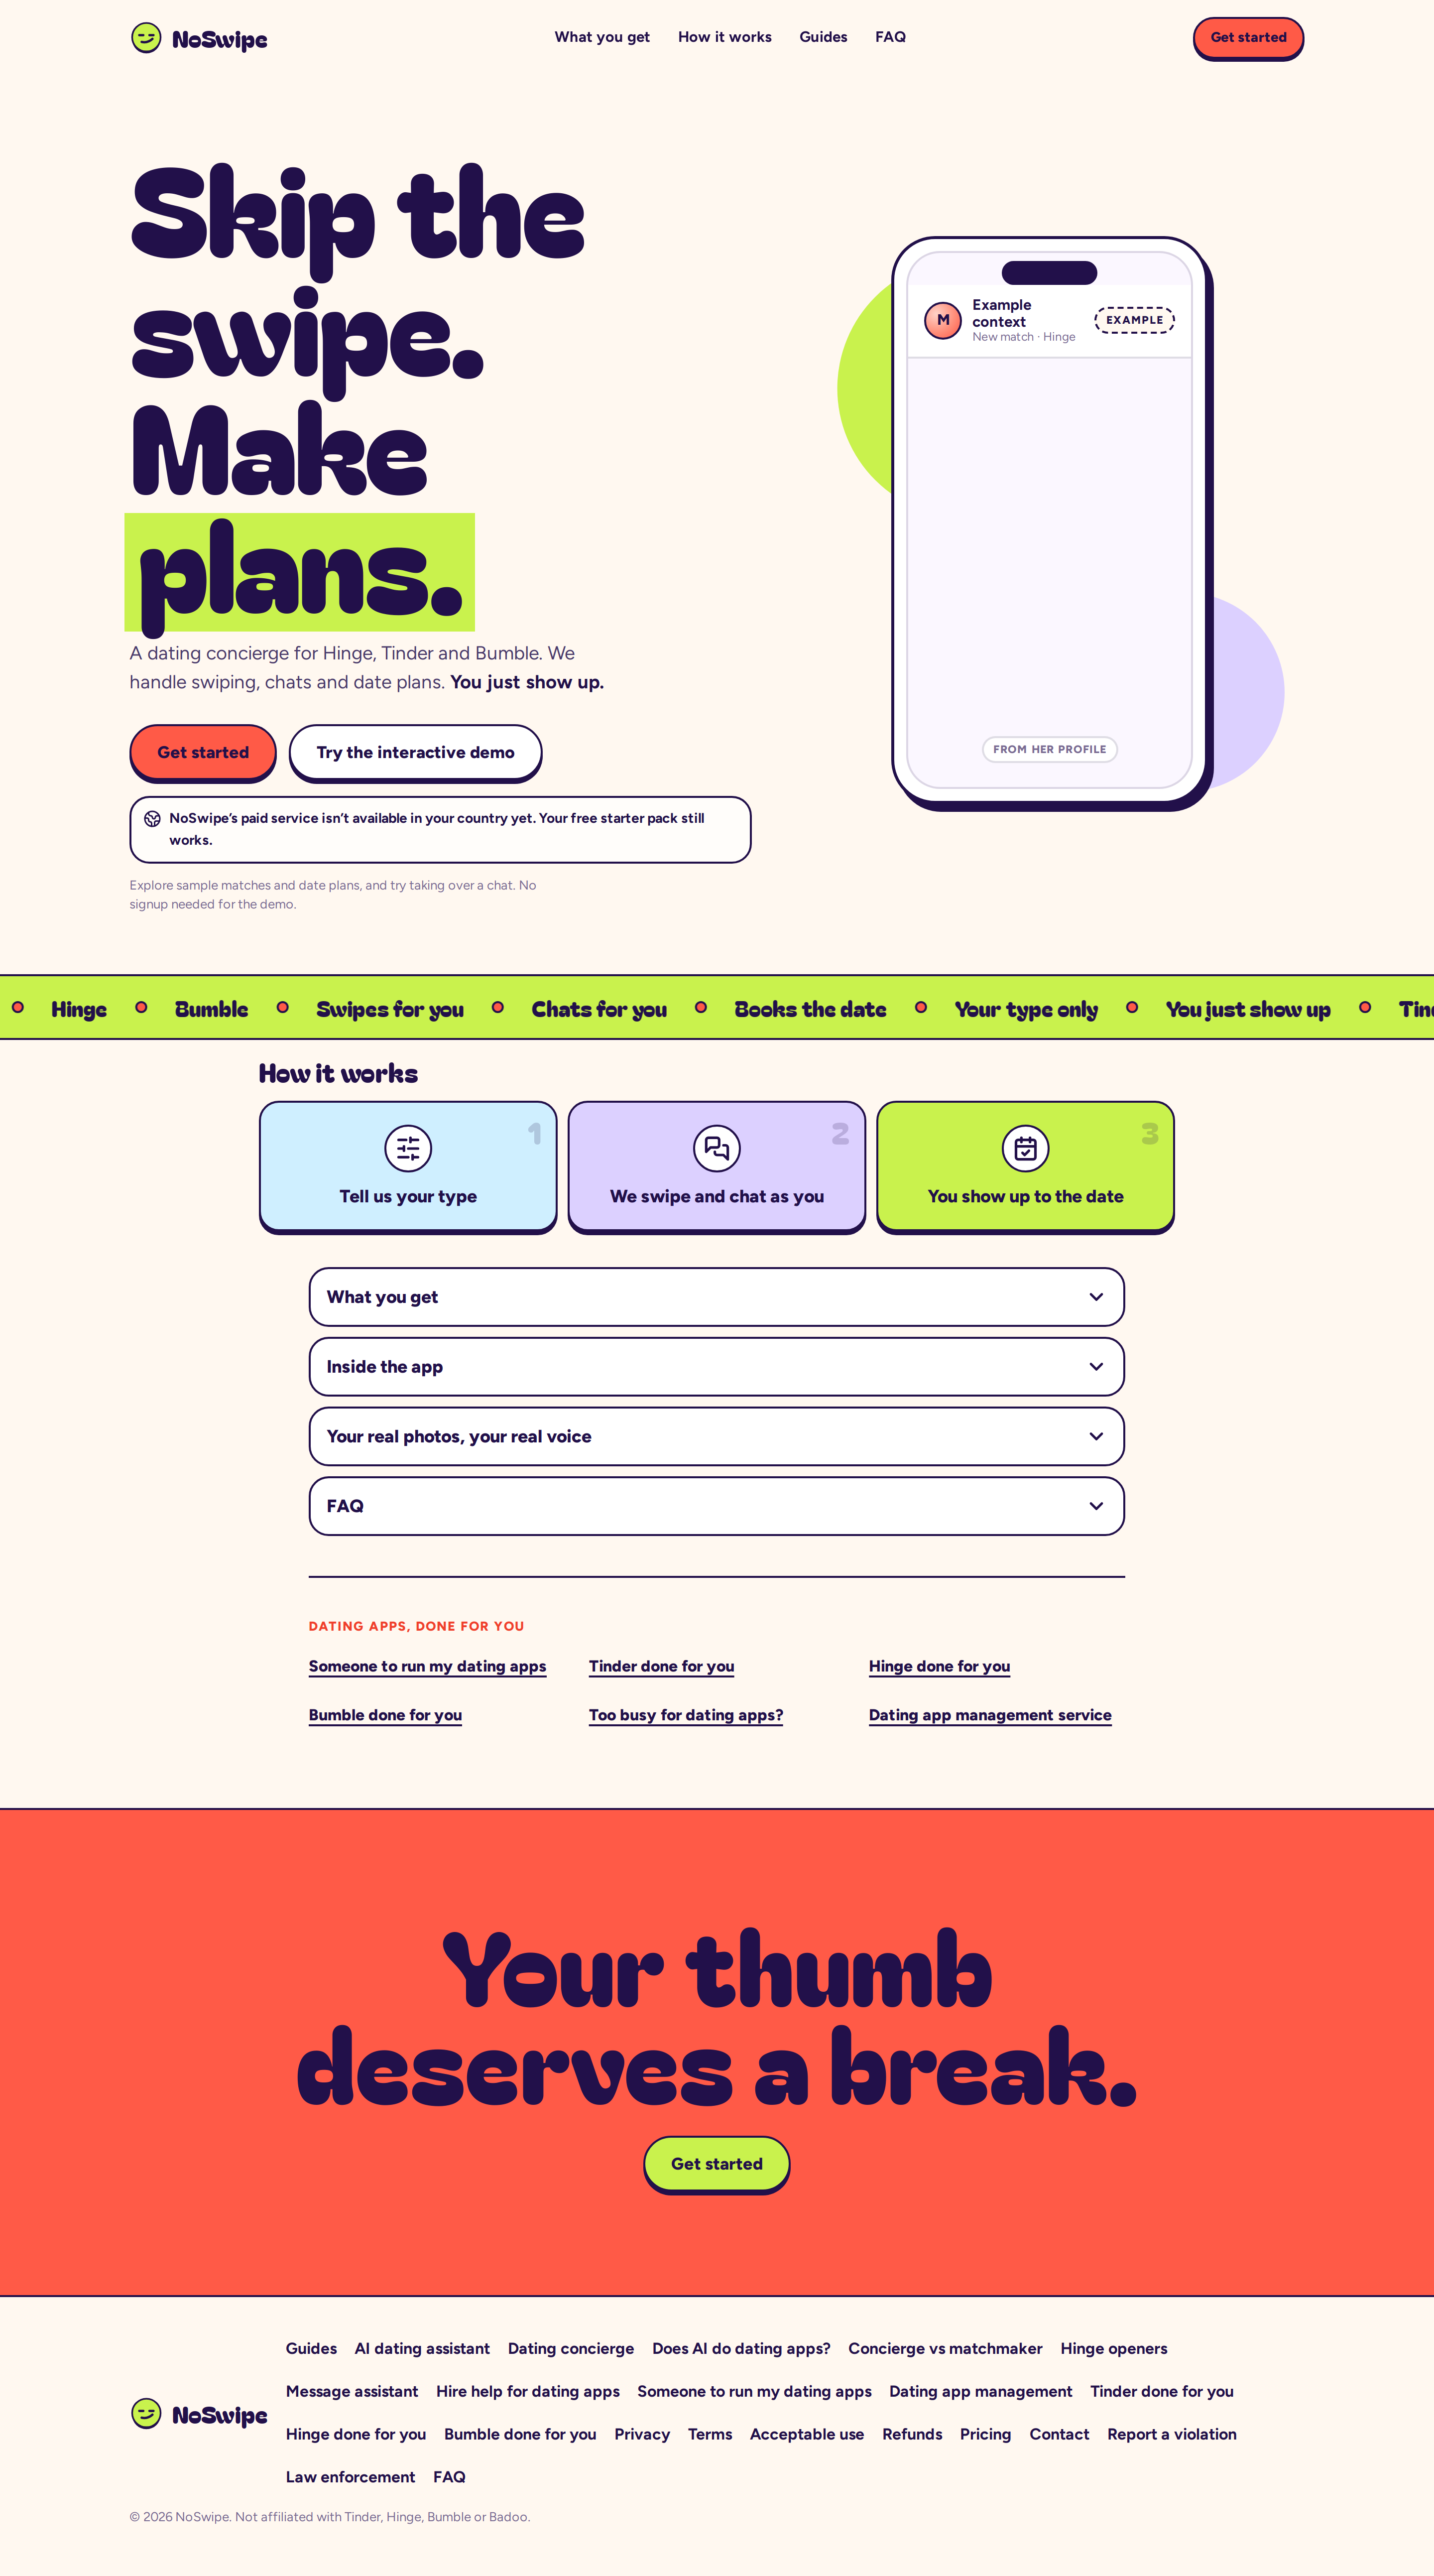 NoSwipe
What you get
How it works
Guides
FAQ
Get started
Skip the
swipe.
Make
plans.
A dating concierge for Hinge, Tinder and Bumble. We
handle swiping, chats and date plans. You just show up.
Get started
Try the interactive demo
NoSwipe’s paid service isn’t available in your country yet. Your free starter pack still
works.
Explore sample matches and date plans, and try taking over a chat. No
signup needed for the demo.
M
Example
context
New match · Hinge
EXAMPLE
FROM HER PROFILE
Hinge
Bumble
Swipes for you
Chats for you
Books the date
Your type only
You just show up
How it works
1
Tell us your type
2
We swipe and chat as you
3
You show up to the date
What you get
Inside the app
Your real photos, your real voice
FAQ
DATING APPS, DONE FOR YOU
Someone to run my dating apps
Tinder done for you
Hinge done for you
Bumble done for you
Too busy for dating apps?
Dating app management service
Your thumb
deserves a break.
Get started
NoSwipe
Guides AI dating assistant Dating concierge Does AI do dating apps? Concierge vs matchmaker Hinge openers
Message assistant Hire help for dating apps Someone to run my dating apps Dating app management Tinder done for you
Hinge done for you Bumble done for you Privacy Terms Acceptable use Refunds Pricing Contact Report a violation
Law enforcement FAQ
© 2026 NoSwipe. Not affiliated with Tinder, Hinge, Bumble or Badoo.